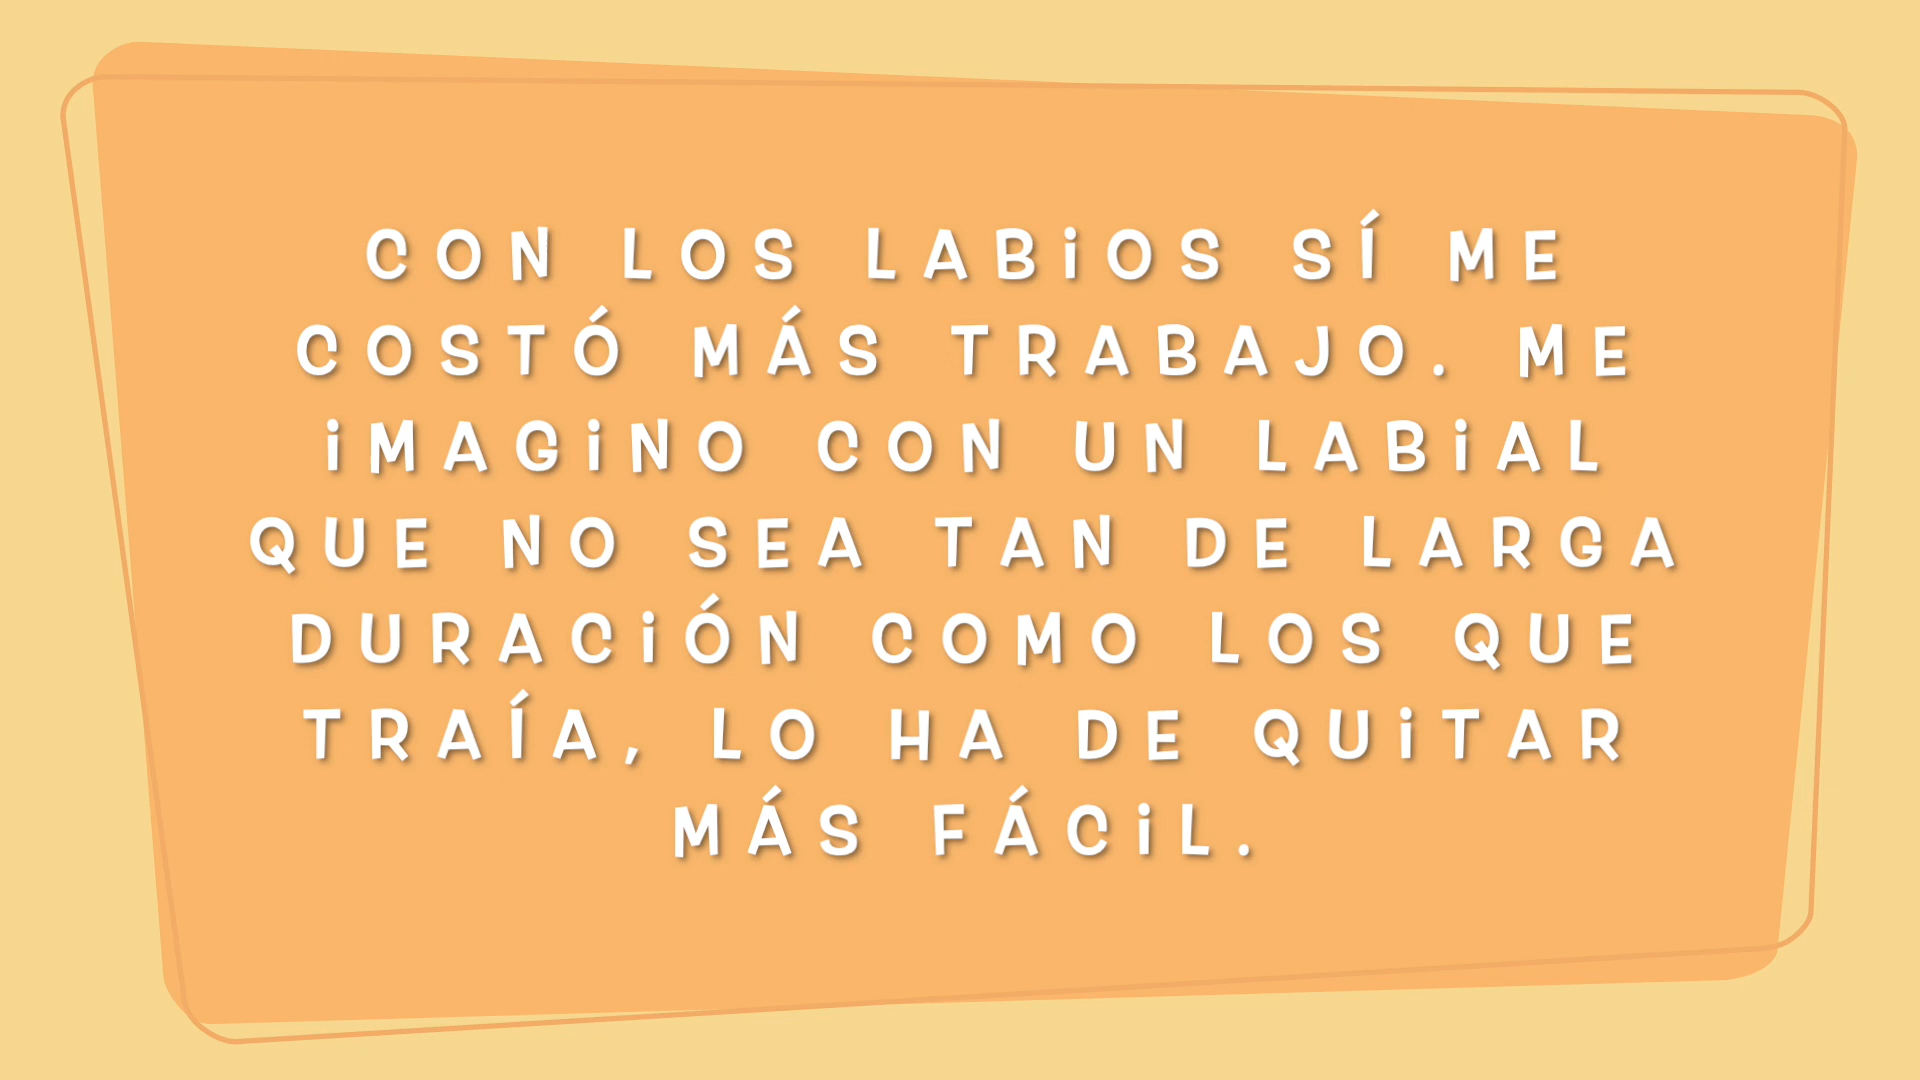 CON LOS LABIOS SÍ ME
COSTÓ MÁS TRABAJO. ME
IMAGINO CON UN LABIAL
QUE NO SEA TAN DE LARGA
DURACIÓN COMO LOS QUE
TRAÍA, LO HA DE QUITAR
MÁS FÁCIL.